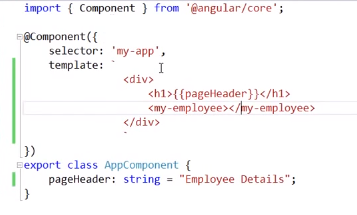 import { Component } from '@angular/core';
@Component({
selector: 'my-app',
template: `
<div>
<h1>{{pageHeader}}</h1>
<my-employee></my-employee>
</div>
`
})
export class AppComponent {
pageHeader: string = "Employee Details";
}